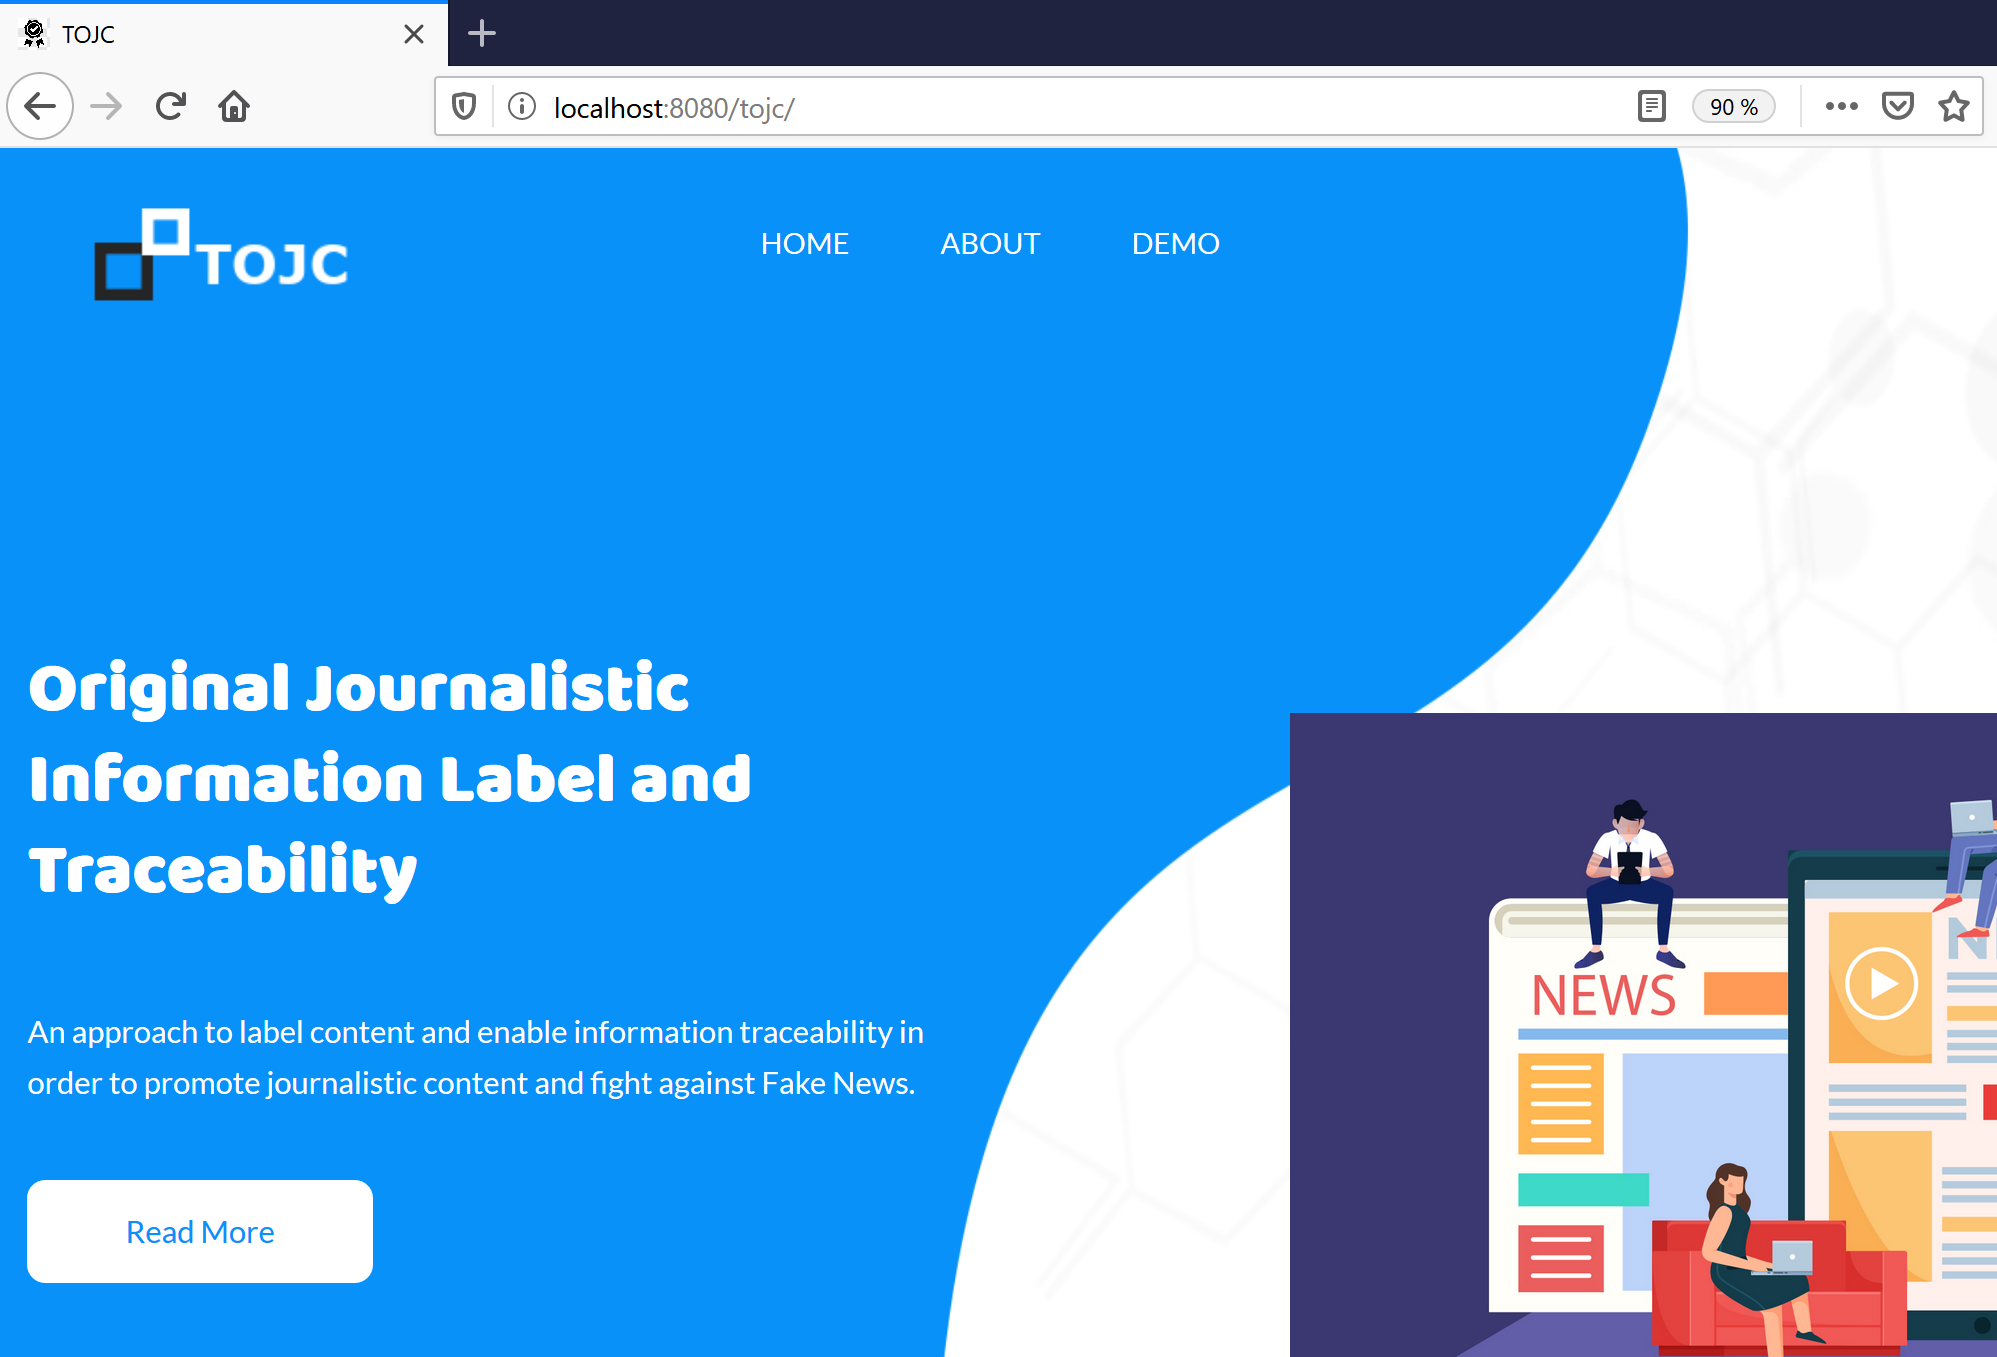 TOJC
localhost:8080/tojc/
90 %
TOJC
HOME
ABOUT
DEMO
Original Journalistic
Information Label and
Traceability
An approach to label content and enable information traceability in
order to promote journalistic content and fight against Fake News.
Read More
NEWS